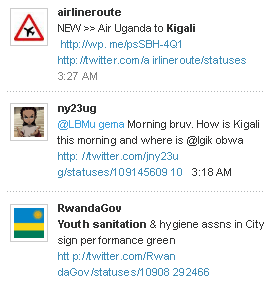 airlineroute
NEW >> Air Uganda to Kigali
http://wp. me/psSBH-4Q1
http://twitter.com/a irlineroute/statuses
3:27 AM
ny23ug
@LBMu gema Morning bruv. How is Kigali
this morning and where is @lgik obwa
http: //twitter.com/jny23u
g/statuses/109145609 10 3:18 AM
RwandaGov
Youth sanitation & hygiene assns in City
sign performance green
htt p://twitter.com/Rwan
daGov/statuses/10908 292466